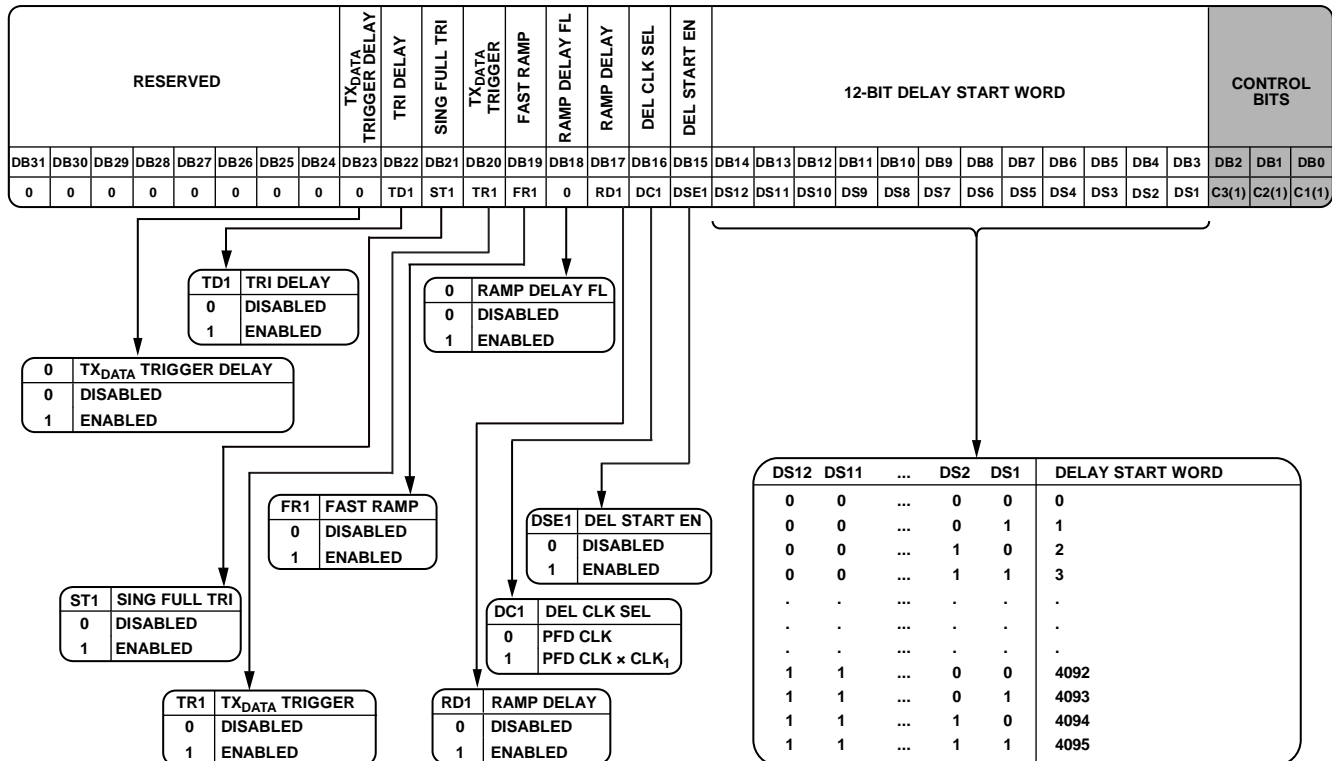 RESERVED
TXDATA TRIGGER DELAY
TRI DELAY
SING FULL TRI
TXDATA TRIGGER
FAST RAMP
RAMP DELAY FL
RAMP DELAY
DEL CLK SEL
DEL START EN
12-BIT DELAY START WORD
CONTROL BITS
DB31 DB30 DB29 DB28 DB27 DB26 DB25 DB24 DB23 DB22 DB21 DB20 DB19 DB18 DB17 DB16 DB15 DB14 DB13 DB12 DB11 DB10 DB9 DB8 DB7 DB6 DB5 DB4 DB3 DB2 DB1 DB0
0 0 0 0 0 0 0 0 0 TD1 ST1 TR1 FR1 0 RD1 DC1 DSE1 DS12 DS11 DS10 DS9 DS8 DS7 DS6 DS5 DS4 DS3 DS2 DS1 C3(1) C2(1) C1(1)
TD1 TRI DELAY
0 DISABLED
1 ENABLED
0 RAMP DELAY FL
0 DISABLED
1 ENABLED
0 TXDATA TRIGGER DELAY
0 DISABLED
1 ENABLED
FR1 FAST RAMP
0 DISABLED
1 ENABLED
DSE1 DEL START EN
0 DISABLED
1 ENABLED
ST1 SING FULL TRI
0 DISABLED
1 ENABLED
DC1 DEL CLK SEL
0 PFD CLK
1 PFD CLK × CLK1
TR1 TXDATA TRIGGER
0 DISABLED
1 ENABLED
RD1 RAMP DELAY
0 DISABLED
1 ENABLED
DS12 DS11 ... DS2 DS1 DELAY START WORD
0 0 ... 0 0 0
0 0 ... 0 1 1
0 0 ... 1 0 2
0 0 ... 1 1 3
. . ... . . .
. . ... . . .
. . ... . . .
1 1 ... 0 0 4092
1 1 ... 0 1 4093
1 1 ... 1 0 4094
1 1 ... 1 1 4095